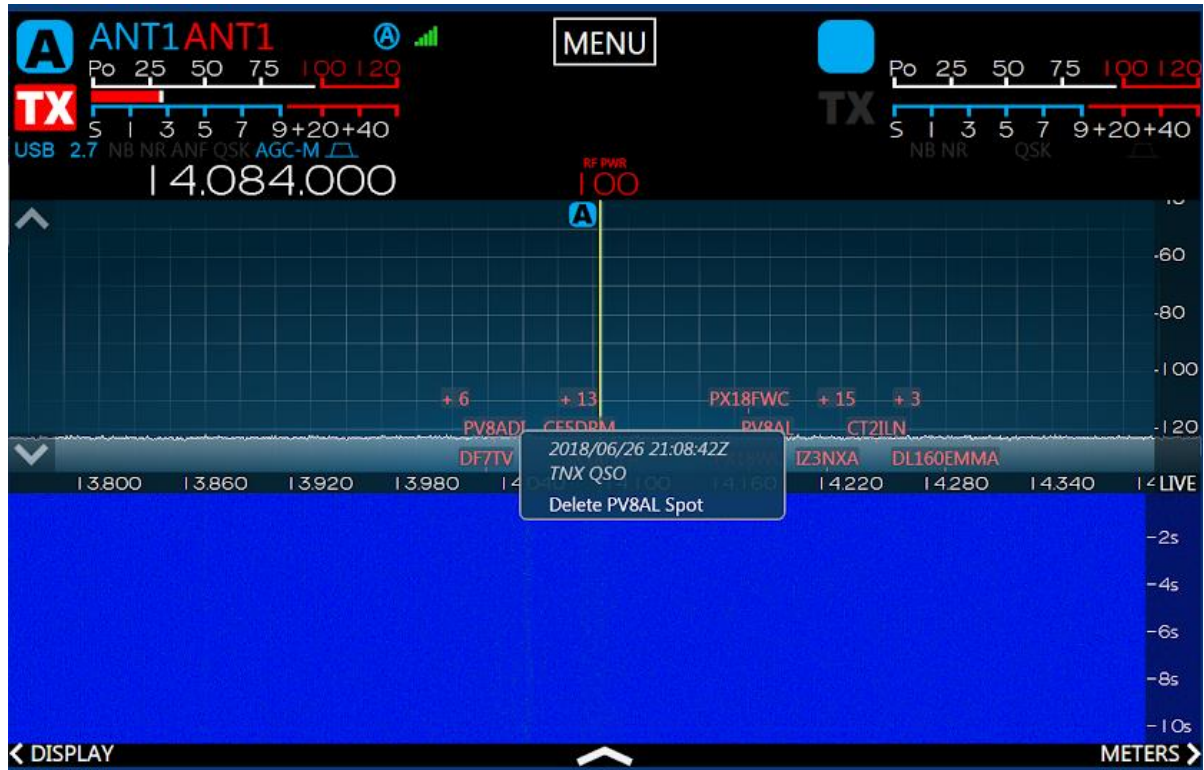 A ANT1 ANT1 A MENU
Po 25 50 75 100 120 Po 25 50 75 100 120
TX TX
S 1 3 5 7 9+20+40 S 1 3 5 7 9+20+40
USB 2.7 NB NR ANF QSK AGC-M NB NR QSK
14.084.000 RF PWR
100
A
-60
-80
-100
+ 6 + 13 PX18FWC + 15 + 3
PV8ADI CE5DRM PV8AL CT2ILN -120
2018/06/26 21:08:42Z
DF7TV IZ3NXA DL160EMMA
TNX QSO
13.800 13.860 13.920 13.980 14.220 14.280 14.340 LIVE
Delete PV8AL Spot
-2s
-4s
-6s
-8s
-10s
DISPLAY METERS